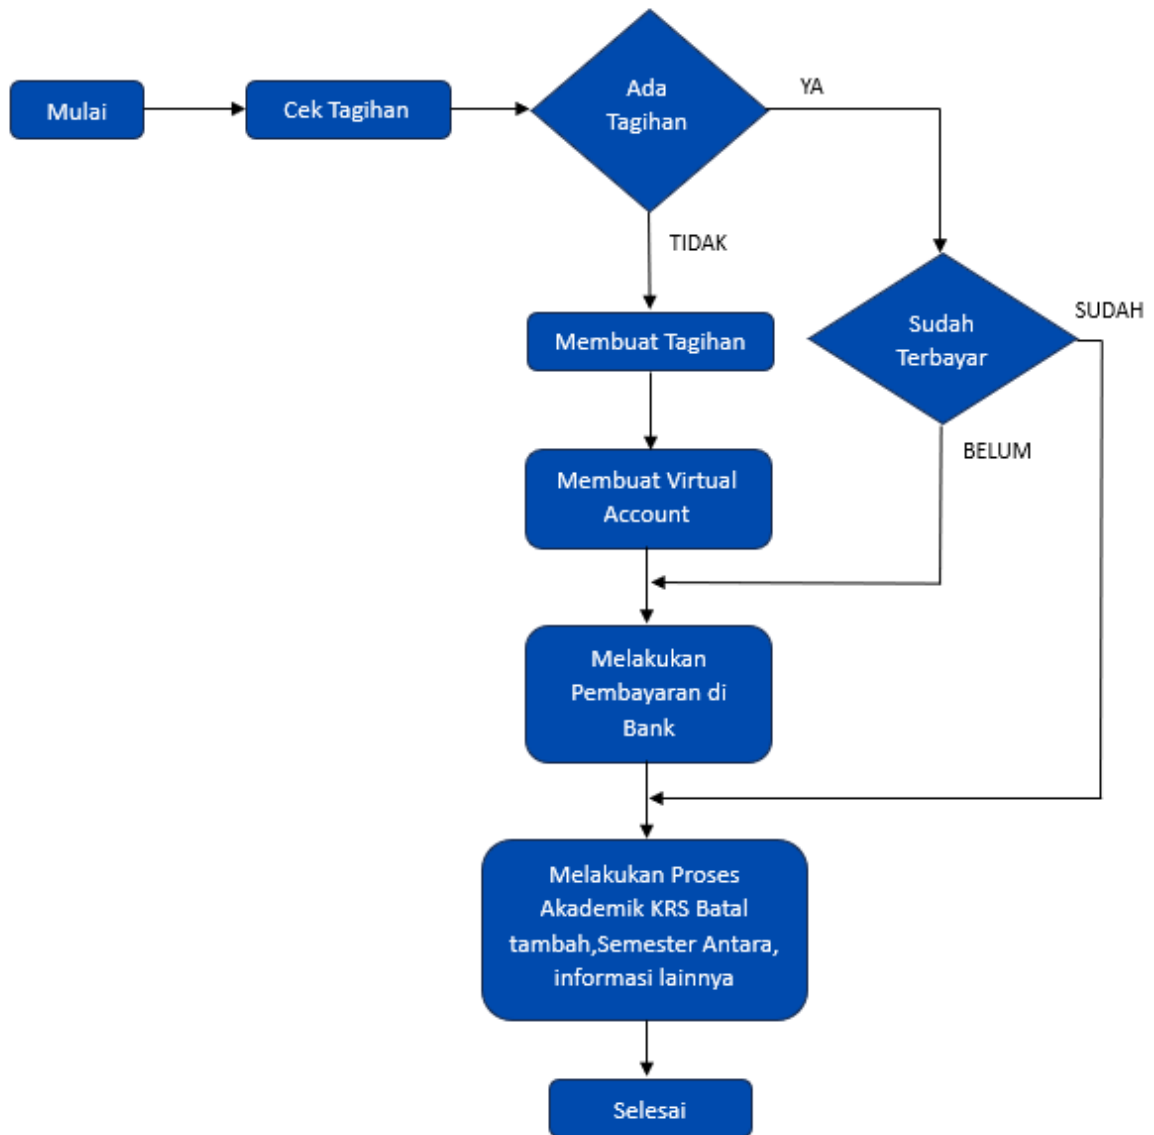 Mulai
Cek Tagihan
Ada
Tagihan
YA
TIDAK
Sudah
Terbayar
SUDAH
BELUM
Membuat Tagihan
Membuat Virtual
Account
Melakukan
Pembayaran di
Bank
Melakukan Proses
Akademik KRS Batal
tambah,Semester Antara,
informasi lainnya
Selesai